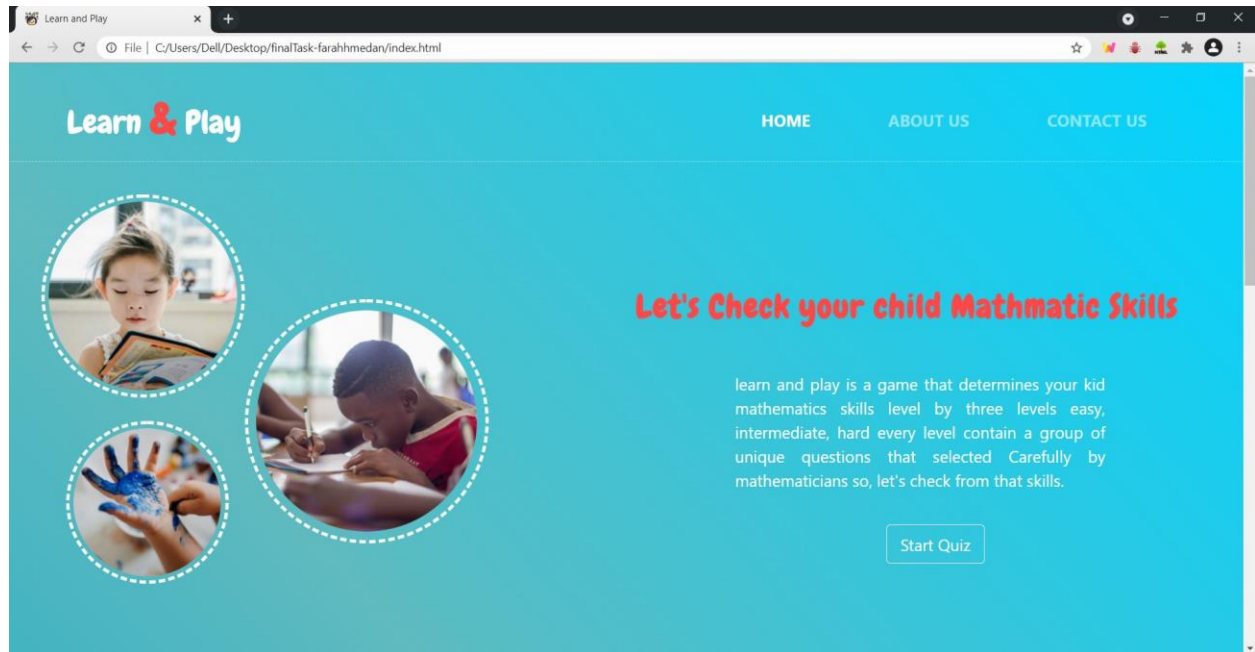 Learn and Play
File | C:/Users/Dell/Desktop/finalTask-farahhmedan/index.html
Learn & Play
HOME
ABOUT US
CONTACT US
Let's Check your child Mathmatic Skills
learn and play is a game that determines your kid
mathematics skills level by three levels easy,
intermediate, hard every level contain a group of
unique questions that selected Carefully by
mathematicians so, let's check from that skills.
Start Quiz